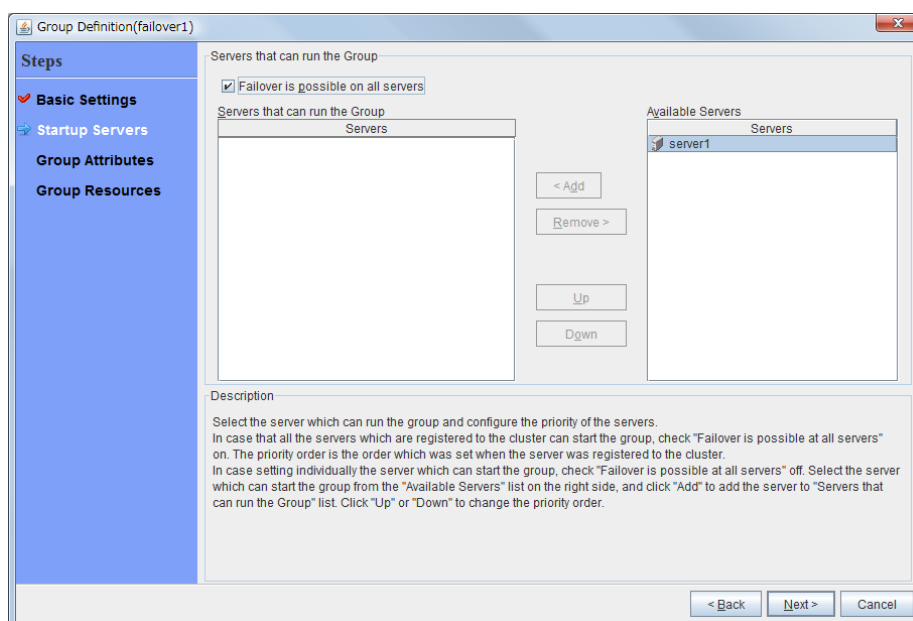 Group Definition(failover1)
Steps
Basic Settings
Startup Servers
Group Attributes
Group Resources
Servers that can run the Group
Failover is possible on all servers
Servers that can run the Group
Servers
< Add
Remove >
Up
Down
Available Servers
Servers
server1
Description
Select the server which can run the group and configure the priority of the servers.
In case that all the servers which are registered to the cluster can start the group, check "Failover is possible at all servers"
on. The priority order is the order which was set when the server was registered to the cluster.
In case setting individually the server which can start the group, check "Failover is possible at all servers" off. Select the server
which can start the group from the "Available Servers" list on the right side, and click "Add" to add the server to "Servers that
can run the Group" list. Click "Up" or "Down" to change the priority order.
< Back
Next >
Cancel